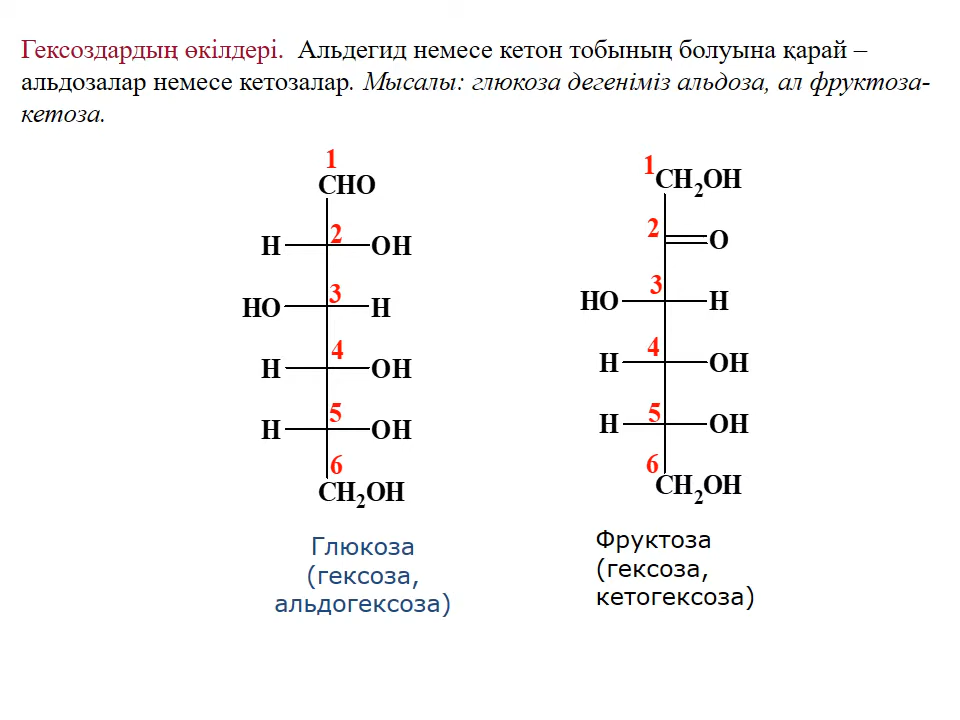 Гексоздардың өкілдері. Альдегид немесе кетон тобының болуына қарай –
альдозалар немесе кетозалар. Мысалы: глюкоза дегеніміз альдоза, ал фруктоза-
кетоза.
1
CHO
2
H OH
3
HO H
4
H OH
5
H OH
6
CH2OH
Глюкоза
(гексоза,
альдогексоза)
1
CH2OH
2
O
3
HO H
4
H OH
5
H OH
6
CH2OH
Фруктоза
(гексоза,
кетогексоза)